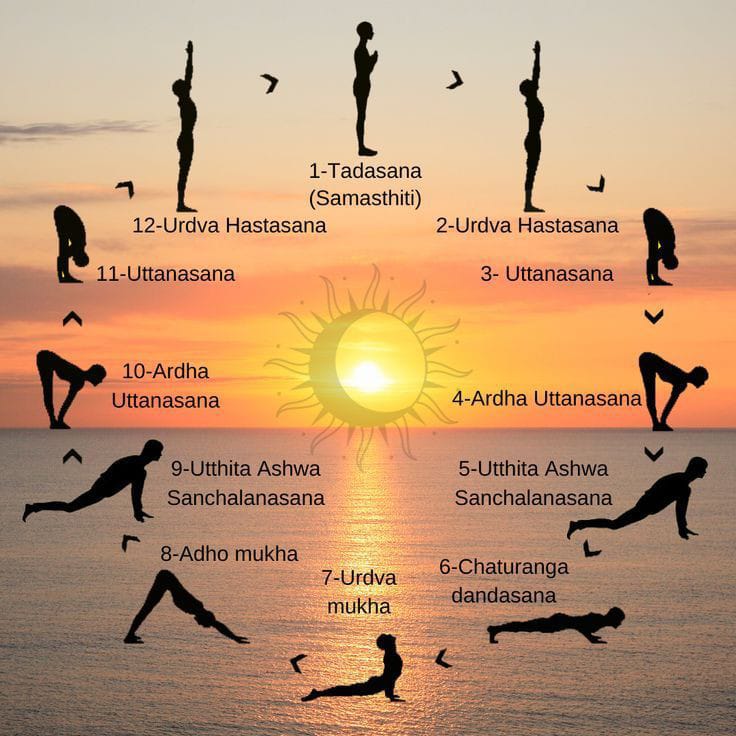 1-Tadasana
(Samasthiti)
2-Urdva Hastasana
3- Uttanasana
4-Ardha Uttanasana
5-Utthita Ashwa
Sanchalanasana
6-Chaturanga
dandasana
7-Urdva
mukha
8-Adho mukha
9-Utthita Ashwa
Sanchalanasana
10-Ardha
Uttanasana
11-Uttanasana
12-Urdva Hastasana